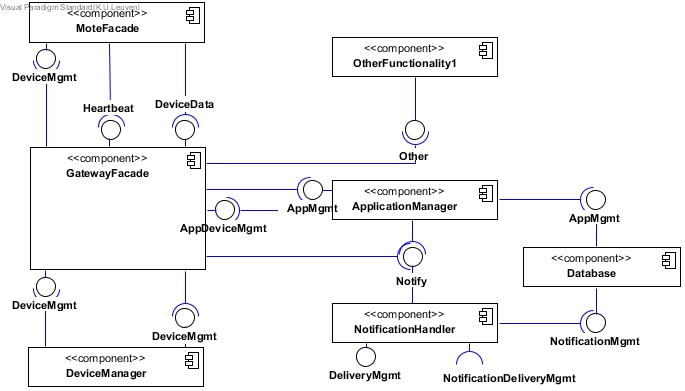 Visual Paradigm Standard(K.U.Leuven)
<<component>>
MoteFacade
<<component>>
OtherFunctionality1
DeviceMgmt
Heartbeat
DeviceData
Other
<<component>>
GatewayFacade
<<component>>
ApplicationManager
AppMgmt
AppDeviceMgmt
AppMgmt
<<component>>
Database
Notify
DeviceMgmt
DeviceMgmt
<<component>>
NotificationHandler
NotificationMgmt
<<component>>
DeviceManager
DeliveryMgmt
NotificationDeliveryMgmt